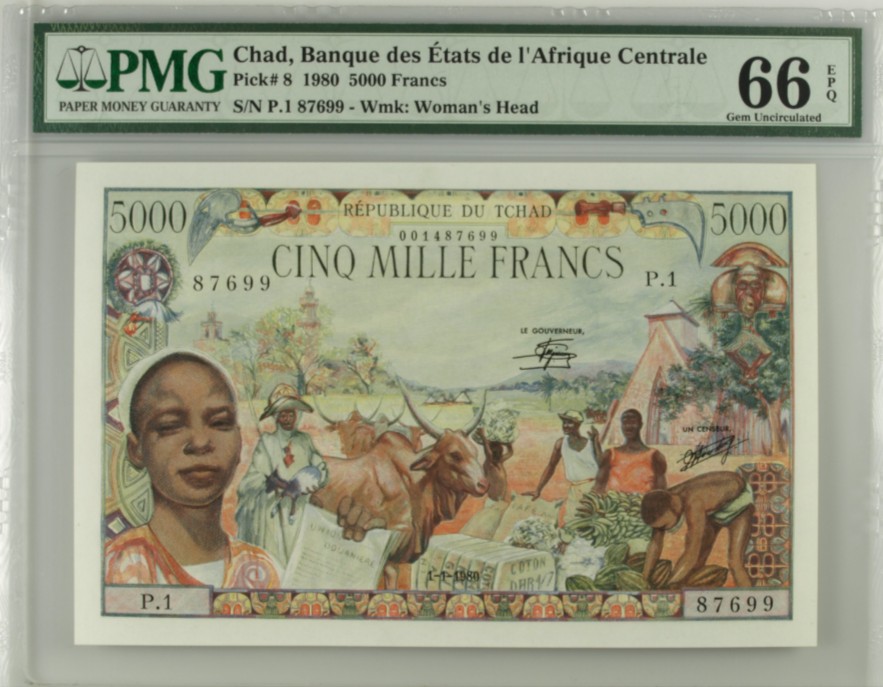 PMG
PAPER MONEY GUARANTY
Chad, Banque des États de l'Afrique Centrale
Pick# 8 1980 5000 Francs
S/N P.1 87699 - Wmk: Woman's Head
66 EPQ
Gem Uncirculated
5000 RÉPUBLIQUE DU TCHAD 5000
001487699
CINQ MILLE FRANCS
87699 P.1
LE GOUVERNEUR,
UN CENSEUR,
UNION
DOUANIÈRE
COTON
1-1-1980
P.1 87699